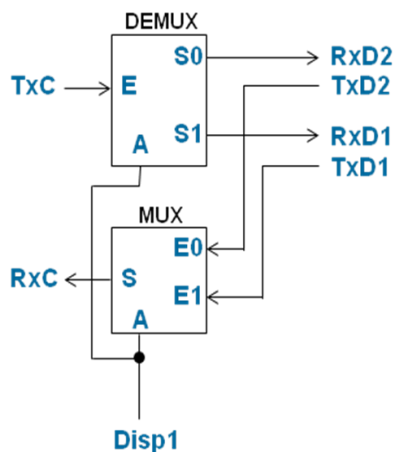 DEMUX
S0
RxD2
TxC
E
TxD2
S1
RxD1
A
TxD1
MUX
E0
RxC
S
E1
A
Disp1